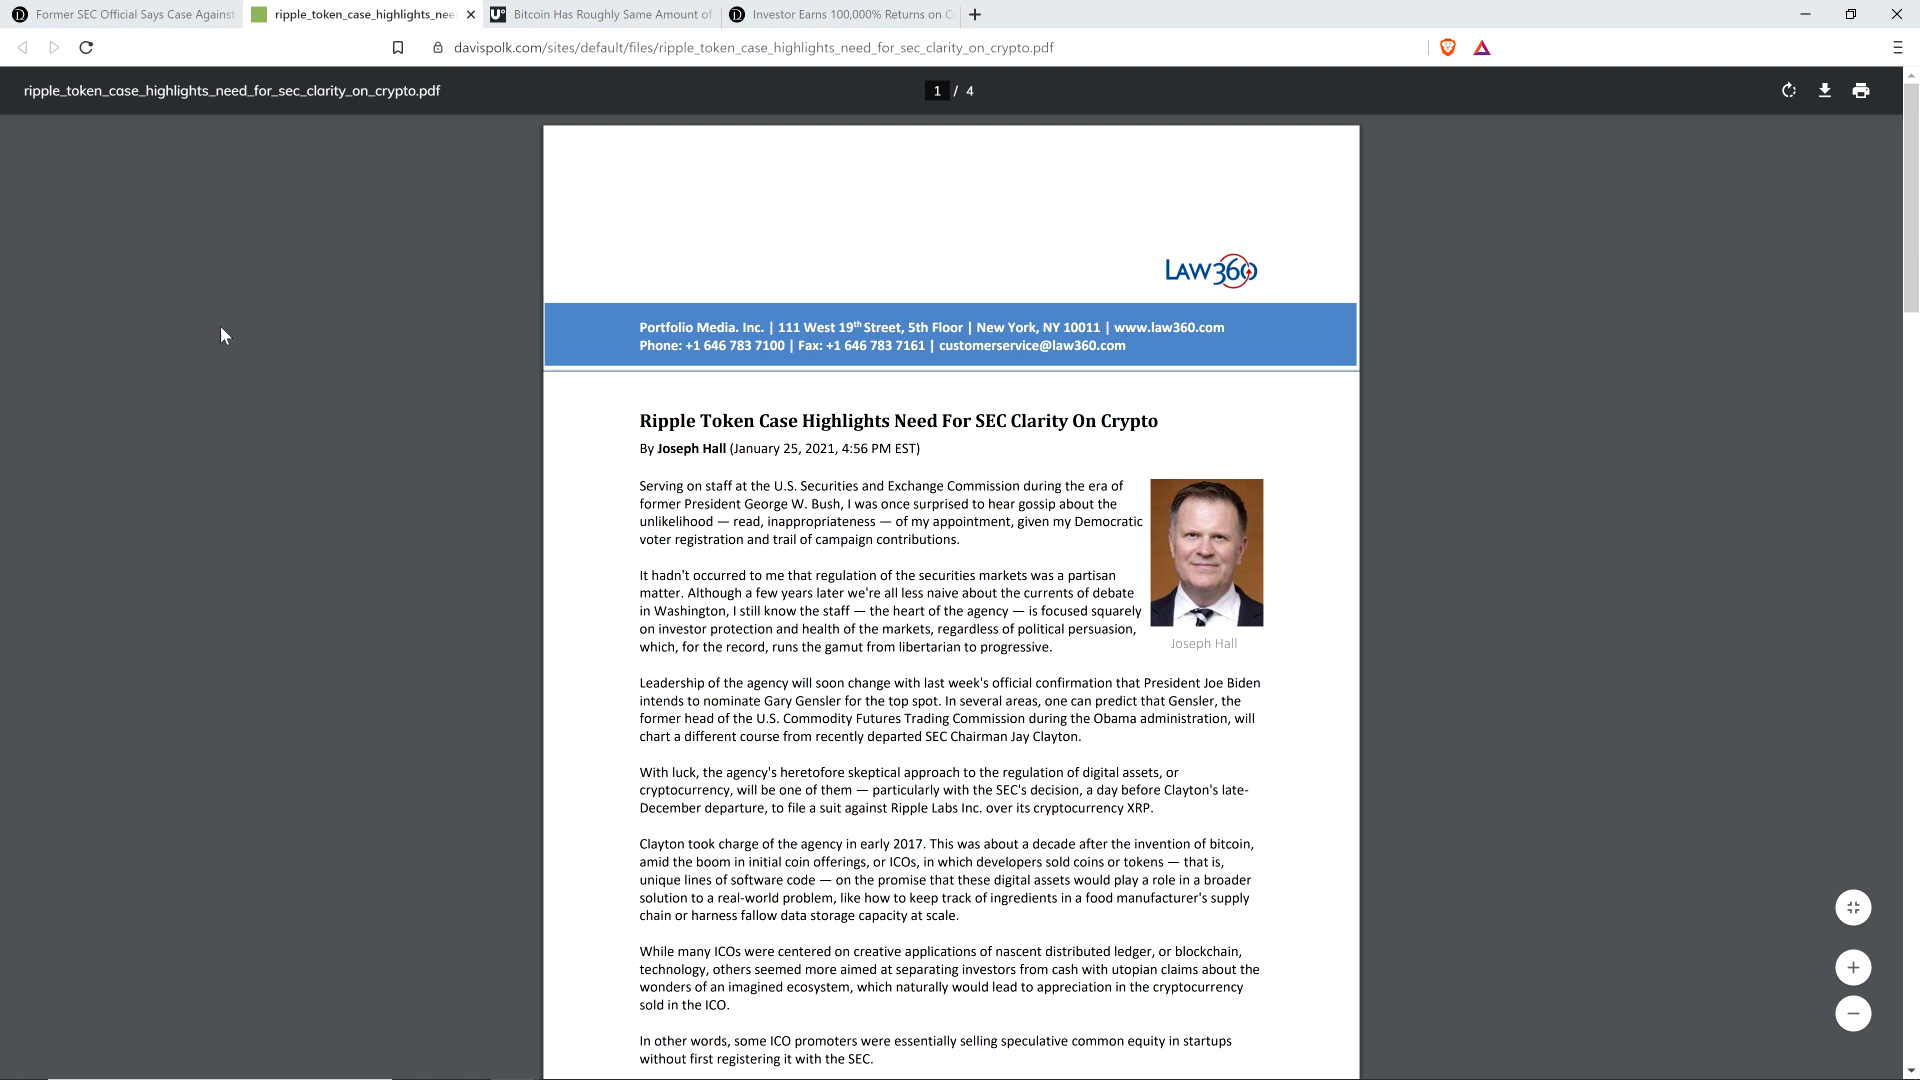 Former SEC Official Says Case Against
ripple_token_case_highlights_nee
Bitcoin Has Roughly Same Amount of
Investor Earns 100,000% Returns on C
davispolk.com/sites/default/files/ripple_token_case_highlights_need_for_sec_clarity_on_crypto.pdf
ripple_token_case_highlights_need_for_sec_clarity_on_crypto.pdf
1 / 4
LAW360
Portfolio Media. Inc. | 111 West 19th Street, 5th Floor | New York, NY 10011 | www.law360.com
Phone: +1 646 783 7100 | Fax: +1 646 783 7161 | customerservice@law360.com
Ripple Token Case Highlights Need For SEC Clarity On Crypto
By Joseph Hall (January 25, 2021, 4:56 PM EST)
Serving on staff at the U.S. Securities and Exchange Commission during the era of
former President George W. Bush, I was once surprised to hear gossip about the
unlikelihood — read, inappropriateness — of my appointment, given my Democratic
voter registration and trail of campaign contributions.
It hadn't occurred to me that regulation of the securities markets was a partisan
matter. Although a few years later we're all less naive about the currents of debate
in Washington, I still know the staff — the heart of the agency — is focused squarely
on investor protection and health of the markets, regardless of political persuasion,
which, for the record, runs the gamut from libertarian to progressive.
Joseph Hall
Leadership of the agency will soon change with last week's official confirmation that President Joe Biden
intends to nominate Gary Gensler for the top spot. In several areas, one can predict that Gensler, the
former head of the U.S. Commodity Futures Trading Commission during the Obama administration, will
chart a different course from recently departed SEC Chairman Jay Clayton.
With luck, the agency's heretofore skeptical approach to the regulation of digital assets, or
cryptocurrency, will be one of them — particularly with the SEC's decision, a day before Clayton's late-
December departure, to file a suit against Ripple Labs Inc. over its cryptocurrency XRP.
Clayton took charge of the agency in early 2017. This was about a decade after the invention of bitcoin,
amid the boom in initial coin offerings, or ICOs, in which developers sold coins or tokens — that is,
unique lines of software code — on the promise that these digital assets would play a role in a broader
solution to a real-world problem, like how to keep track of ingredients in a food manufacturer's supply
chain or harness fallow data storage capacity at scale.
While many ICOs were centered on creative applications of nascent distributed ledger, or blockchain,
technology, others seemed more aimed at separating investors from cash with utopian claims about the
wonders of an imagined ecosystem, which naturally would lead to appreciation in the cryptocurrency
sold in the ICO.
In other words, some ICO promoters were essentially selling speculative common equity in startups
without first registering it with the SEC.